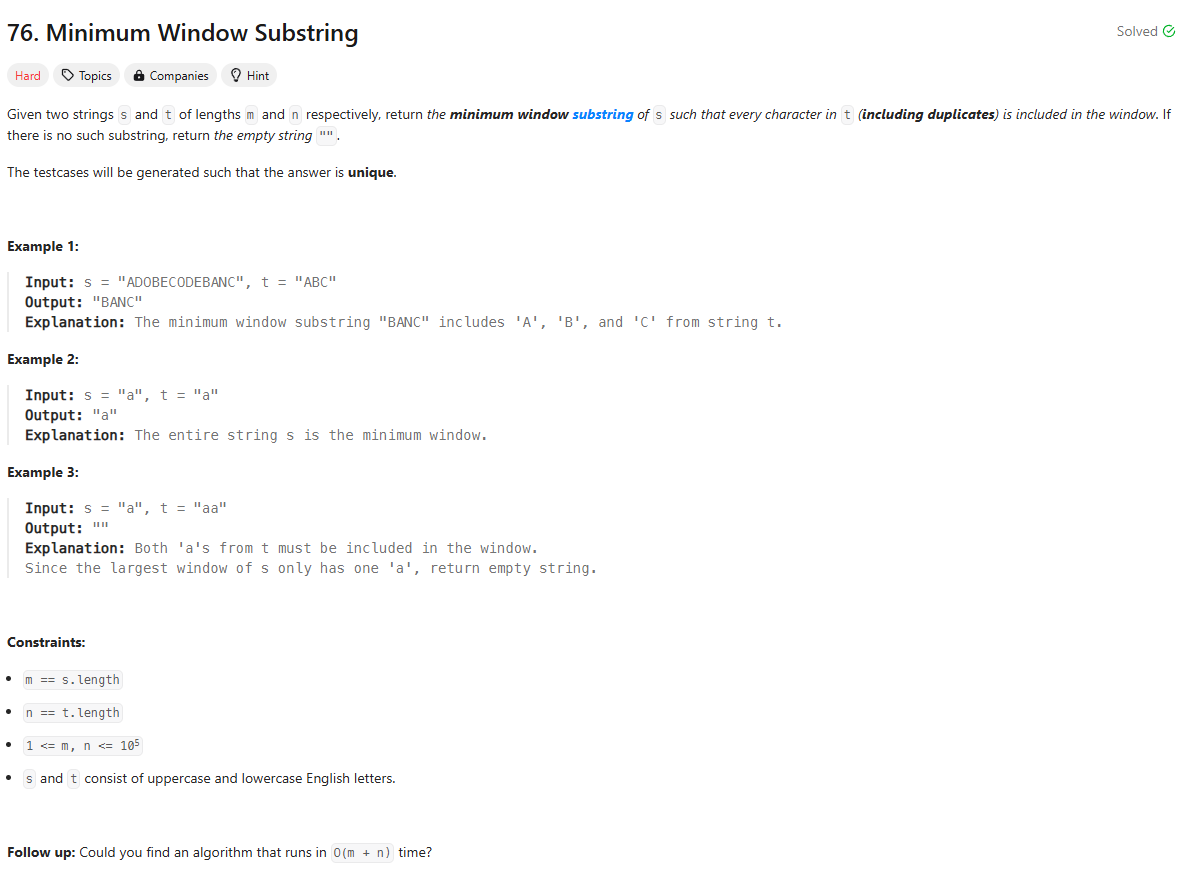 76. Minimum Window Substring
Solved
Hard Topics Companies Hint
Given two strings s and t of lengths m and n respectively, return the minimum window substring of s such that every character in t (including duplicates) is included in the window. If
there is no such substring, return the empty string "".
The testcases will be generated such that the answer is unique.
Example 1:
Input: s = "ADOBECODEBANC", t = "ABC"
Output: "BANC"
Explanation: The minimum window substring "BANC" includes 'A', 'B', and 'C' from string t.
Example 2:
Input: s = "a", t = "a"
Output: "a"
Explanation: The entire string s is the minimum window.
Example 3:
Input: s = "a", t = "aa"
Output: ""
Explanation: Both 'a's from t must be included in the window.
Since the largest window of s only has one 'a', return empty string.
Constraints:
• m == s.length
• n == t.length
• 1 <= m, n <= 10⁵
• s and t consist of uppercase and lowercase English letters.
Follow up: Could you find an algorithm that runs in O(m + n) time?